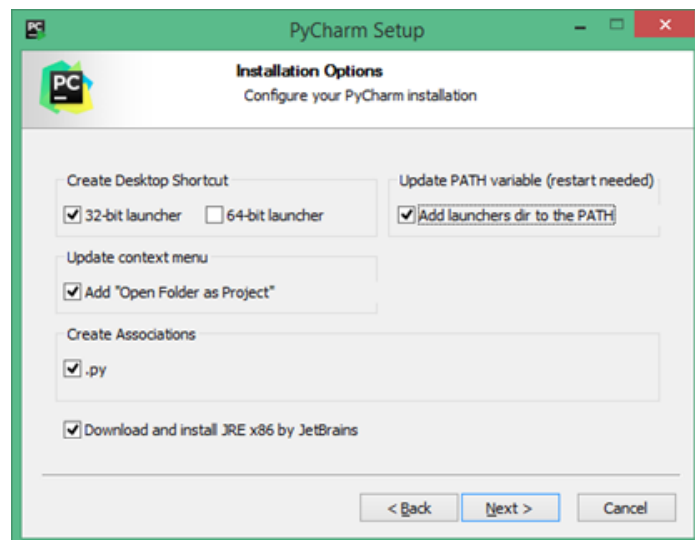 PC
PyCharm Setup
PC
Installation Options
Configure your PyCharm installation
Create Desktop Shortcut
32-bit launcher 64-bit launcher
Update PATH variable (restart needed)
Add launchers dir to the PATH
Update context menu
Add "Open Folder as Project"
Create Associations
.py
Download and install JRE x86 by JetBrains
< Back Next > Cancel